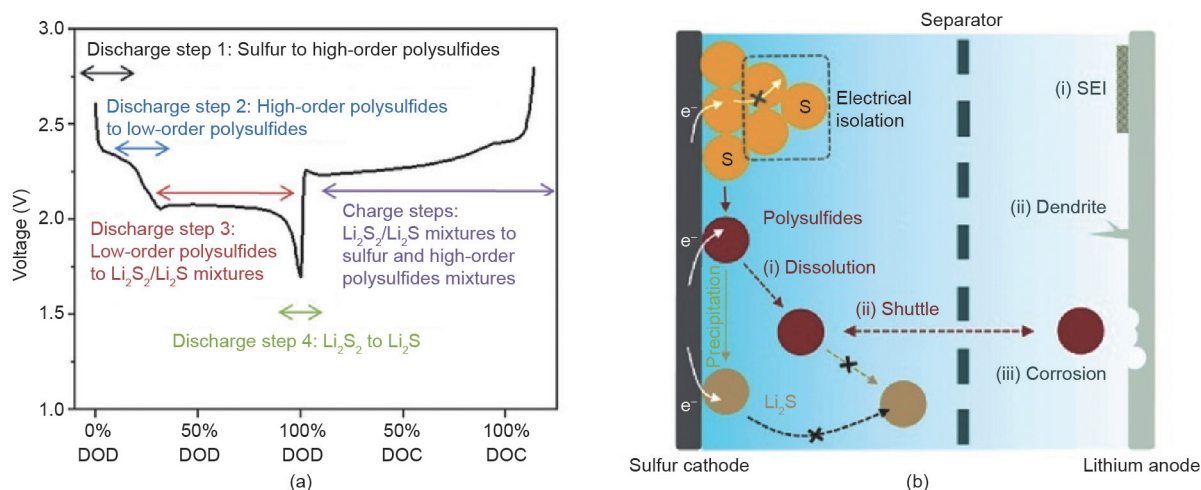 3.0
2.5
2.0
1.5
1.0
Voltage (V)
Discharge step 1: Sulfur to high-order polysulfides
Discharge step 2: High-order polysulfides
to low-order polysulfides
Discharge step 3:
Low-order polysulfides
to Li₂S₂/Li₂S mixtures
Charge steps:
Li₂S₂/Li₂S mixtures to
sulfur and high-order
polysulfides mixtures
Discharge step 4: Li₂S₂ to Li₂S
0% 50% 100% 50% 100%
DOD DOD DOD DOC DOC
(a)
Separator
e⁻
S
S
Electrical
isolation
(i) SEI
Polysulfides
(ii) Dendrite
e⁻
(i) Dissolution
Precipitation
(ii) Shuttle
(iii) Corrosion
e⁻
Li₂S
Sulfur cathode
Lithium anode
(b)